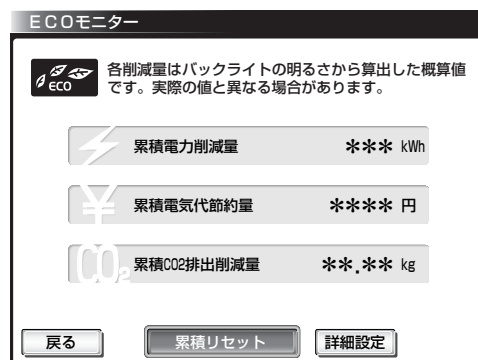 ECOモニター
ECO
各削減量はバックライトの明るさから算出した概算値
です。実際の値と異なる場合があります。
累積電力削減量 *** kWh
¥ 累積電気代節約量 **** 円
CO2 累積CO2排出削減量 **.** kg
戻る 累積リセット 詳細設定